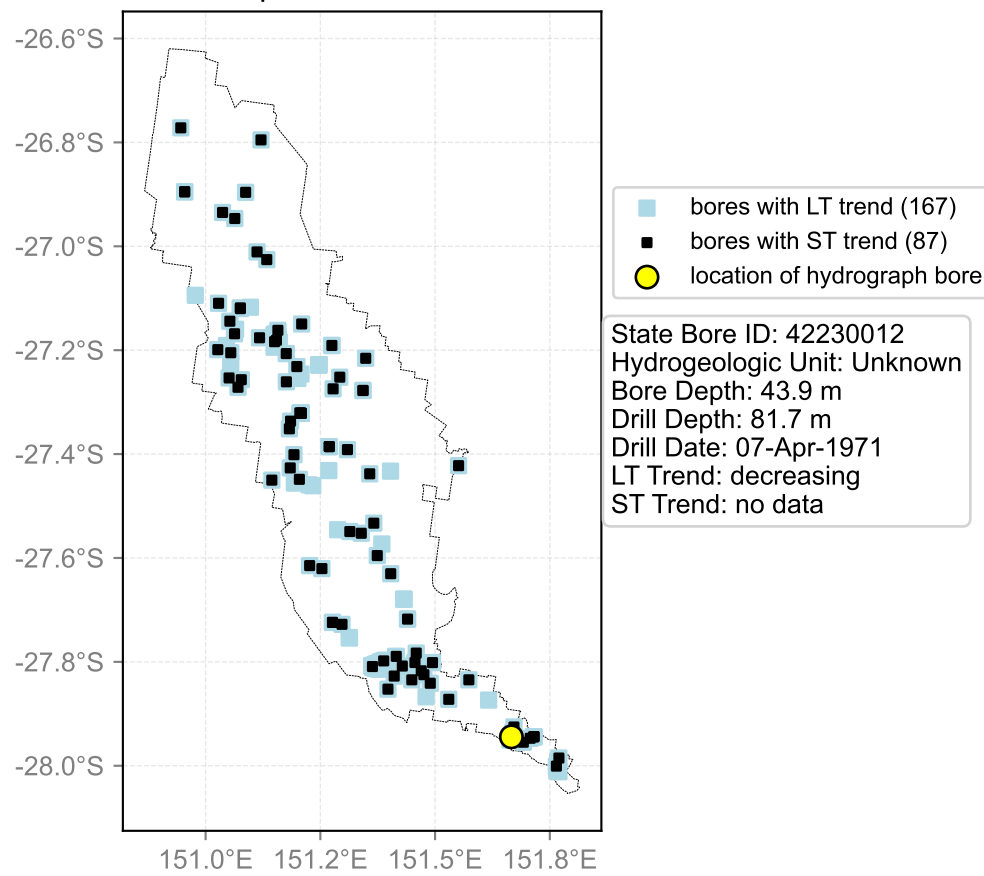 -26.6°S
-26.8°S
-27.0°S
-27.2°S
-27.4°S
-27.6°S
-27.8°S
-28.0°S
151.0°E
151.2°E
151.5°E
151.8°E
bores with LT trend (167)
bores with ST trend (87)
location of hydrograph bore
State Bore ID: 42230012
Hydrogeologic Unit: Unknown
Bore Depth: 43.9 m
Drill Depth: 81.7 m
Drill Date: 07-Apr-1971
LT Trend: decreasing
ST Trend: no data